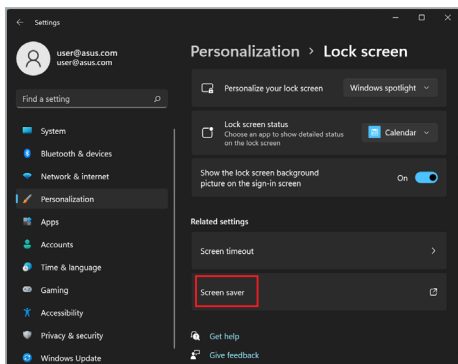 Settings
user@asus.com
user@asus.com
Find a setting
System
Bluetooth & devices
Network & internet
Personalization
Apps
Accounts
Time & language
Gaming
Accessibility
Privacy & security
Windows Update
Personalization > Lock screen
Personalize your lock screen
Windows spotlight
Lock screen status
Choose an app to show detailed status
on the lock screen
Calendar
Show the lock screen background
picture on the sign-in screen
On
Related settings
Screen timeout
Screen saver
Get help
Give feedback